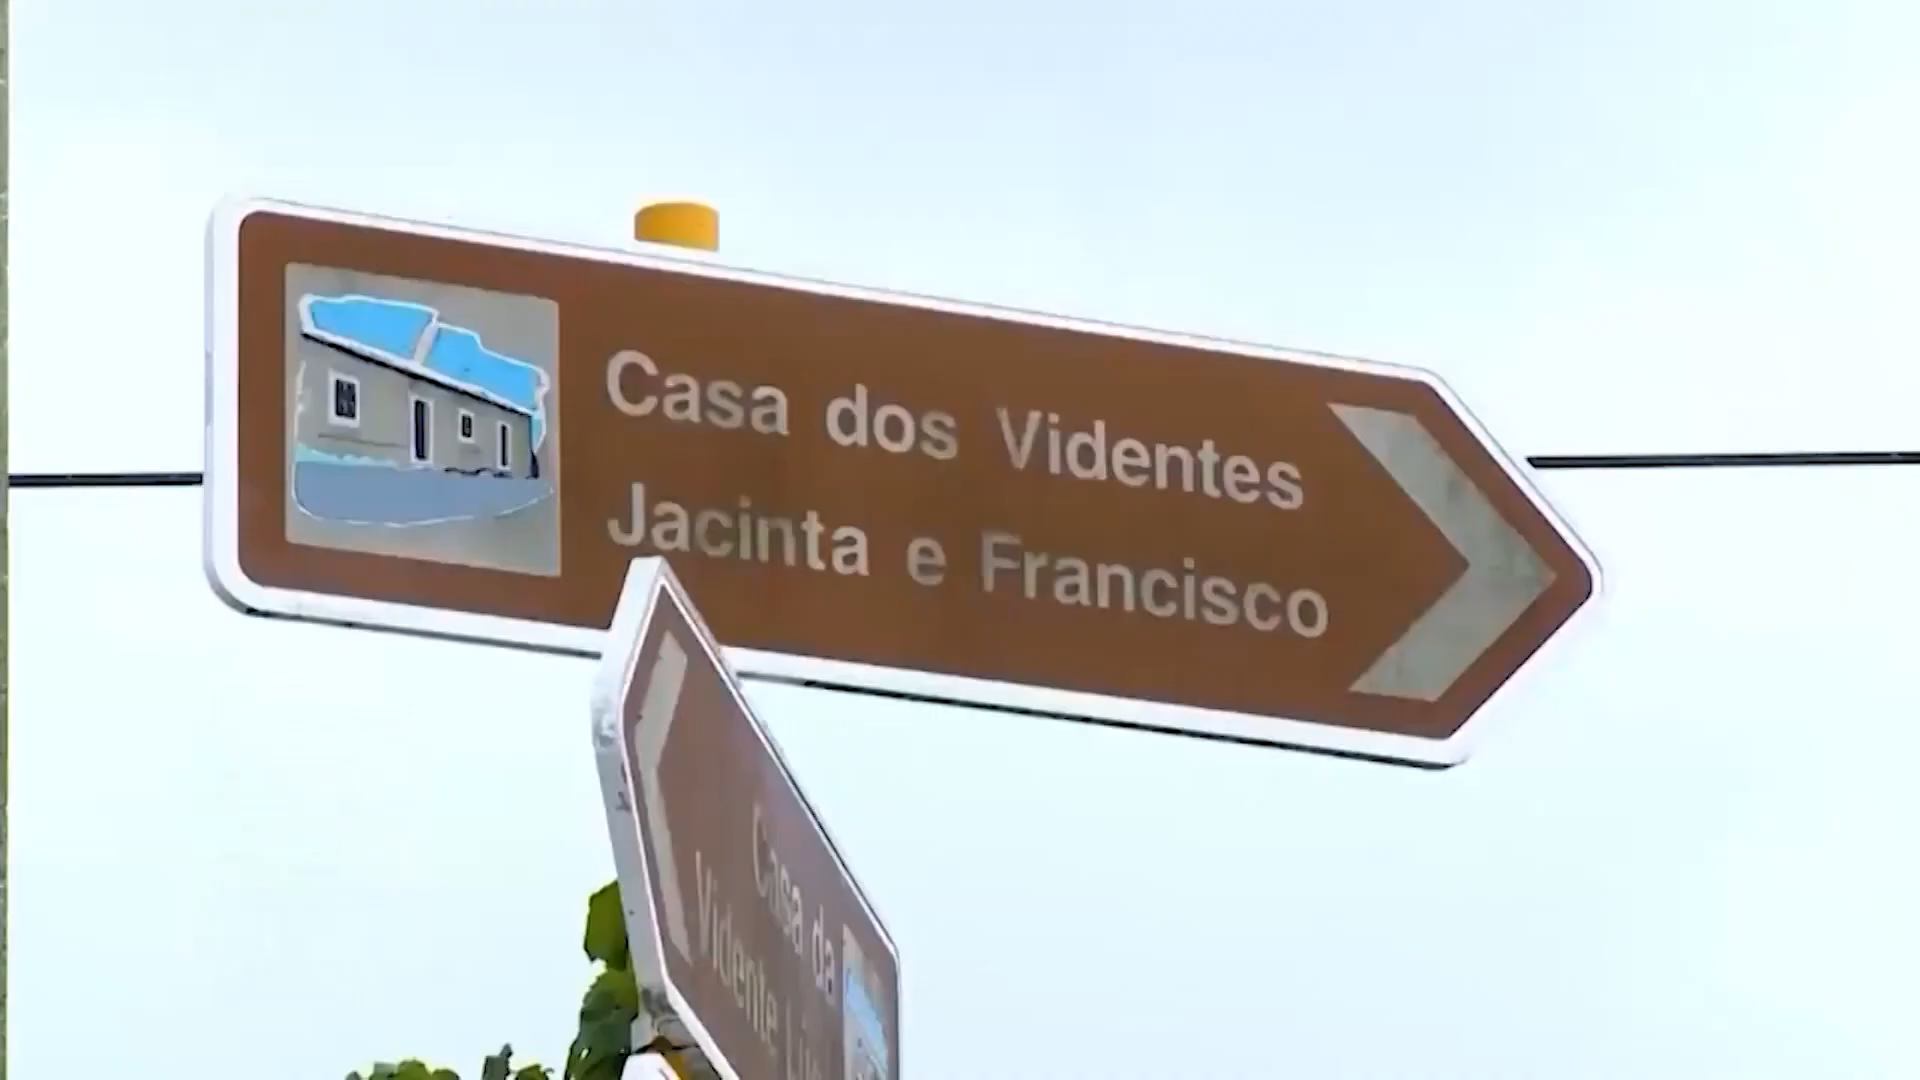 Casa dos Videntes
Jacinta e Francisco
Casa da
Vidente